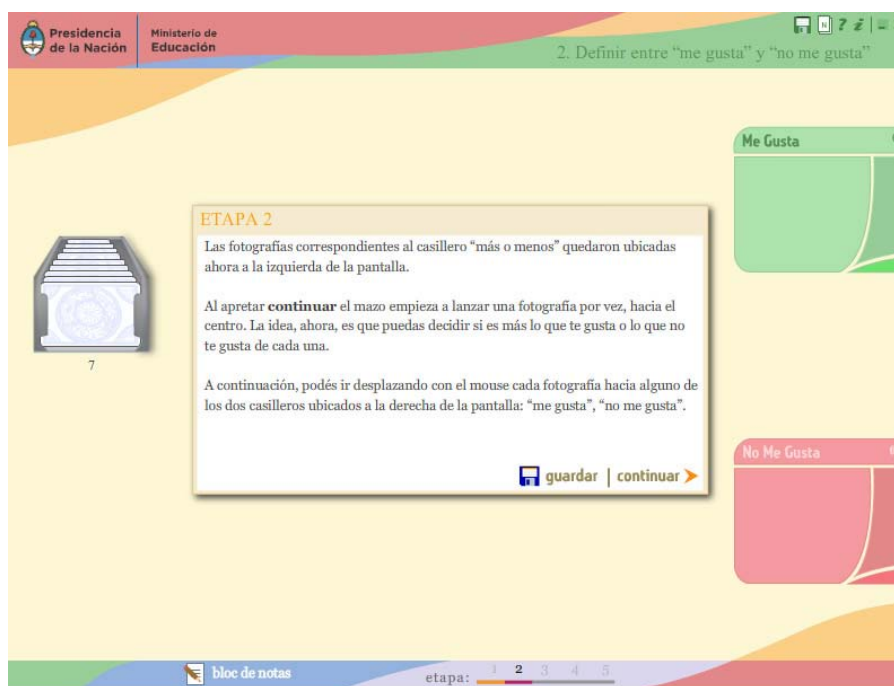 Presidencia
de la Nación
Ministerio de
Educación
N ? i
2. Definir entre “me gusta” y “no me gusta”
Me Gusta
ETAPA 2
Las fotografías correspondientes al casillero “más o menos” quedaron ubicadas
ahora a la izquierda de la pantalla.
Al apretar continuar el mazo empieza a lanzar una fotografía por vez, hacia el
centro. La idea, ahora, es que puedas decidir si es más lo que te gusta o lo que no
te gusta de cada una.
A continuación, podés ir desplazando con el mouse cada fotografía hacia alguno de
los dos casilleros ubicados a la derecha de la pantalla: “me gusta”, “no me gusta”.
guardar | continuar
7
No Me Gusta
bloc de notas
etapa: 1 2 3 4 5